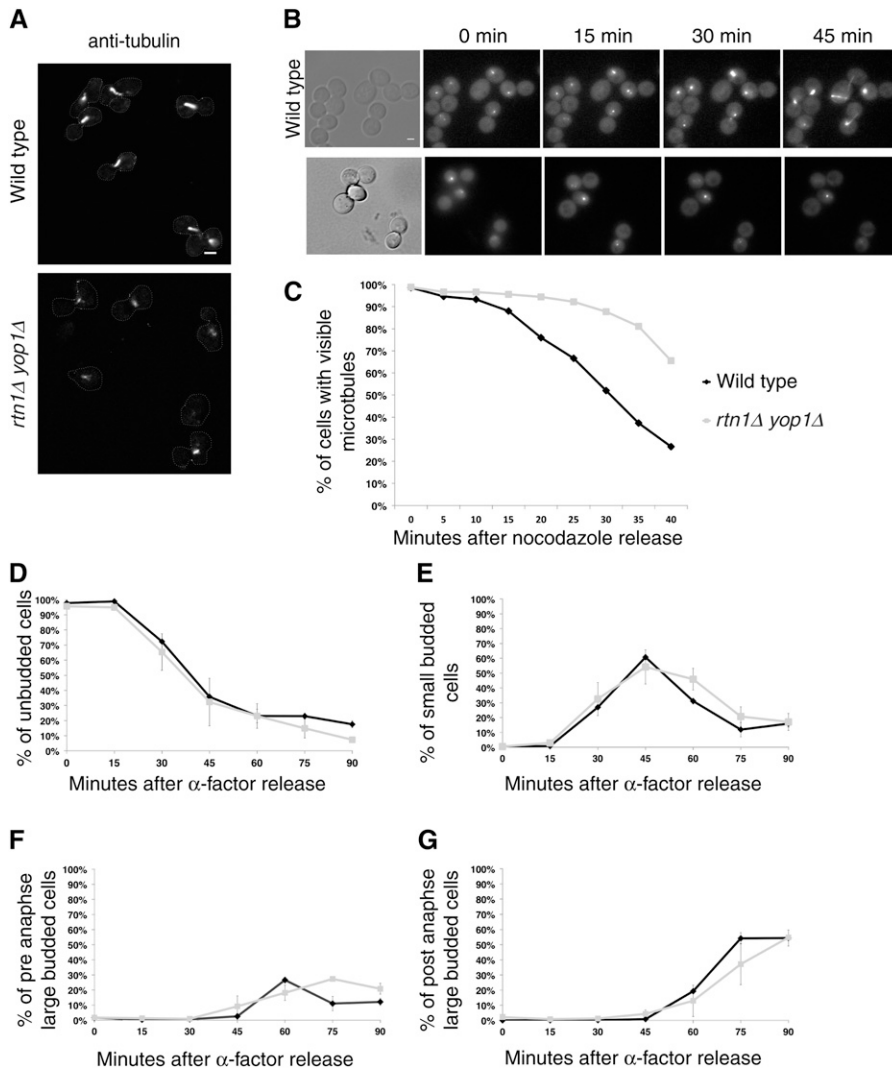 A
anti-tubulin
Wild type
rtn1Δ yop1Δ
B
0 min
15 min
30 min
45 min
Wild type
C
% of cells with visible
microtbules
100%
90%
80%
70%
60%
50%
40%
30%
20%
10%
0%
0 5 10 15 20 25 30 35 40
Minutes after nocodazole release
Wild type
rtn1Δ yop1Δ
D
% of unbudded cells
100%
90%
80%
70%
60%
50%
40%
30%
20%
10%
0%
0 15 30 45 60 75 90
Minutes after α-factor release
E
% of small budded
cells
100%
90%
80%
70%
60%
50%
40%
30%
20%
10%
0%
0 15 30 45 60 75 90
Minutes after α-factor release
F
% of pre anaphse
large budded cells
100%
90%
80%
70%
60%
50%
40%
30%
20%
10%
0%
0 15 30 45 60 75 90
Minutes after α-factor release
G
% of post anaphse
large budded cells
100%
90%
80%
70%
60%
50%
40%
30%
20%
10%
0%
0 15 30 45 60 75 90
Minutes after α-factor release